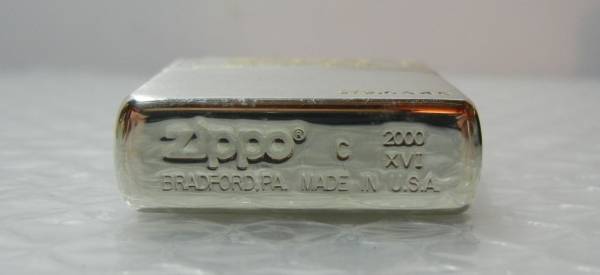 Zippo® C 2000
XVI
BRADFORD, PA. MADE IN U.S.A.